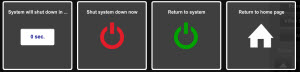 System will shut down in ...
0 sec.
Shut system down now
Return to system
Return to home page